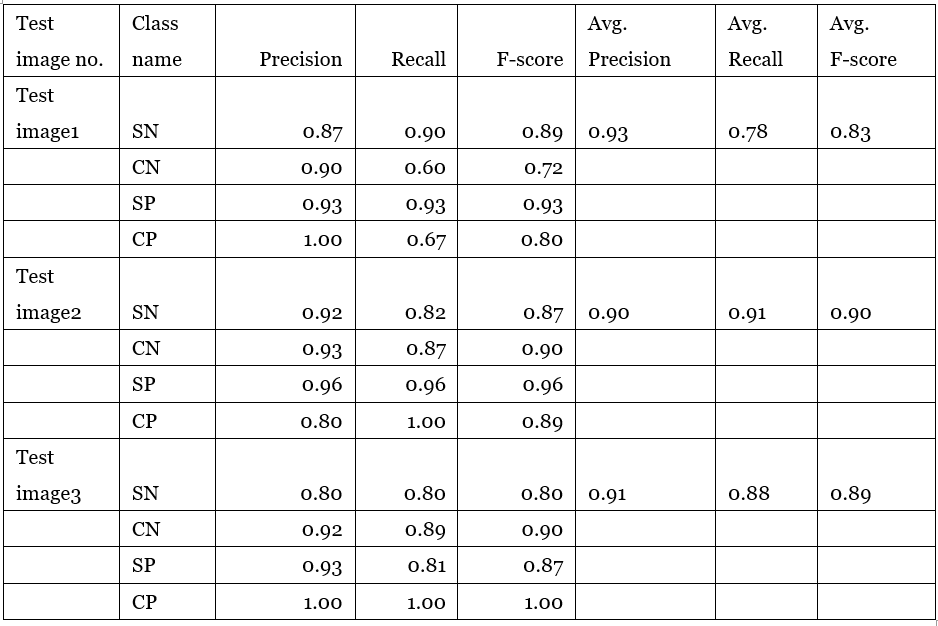 Test image no. Class name Precision Recall F-score Avg. Precision Avg. Recall Avg. F-score
Test image1 SN 0.87 0.90 0.89 0.93 0.78 0.83
CN 0.90 0.60 0.72
SP 0.93 0.93 0.93
CP 1.00 0.67 0.80
Test image2 SN 0.92 0.82 0.87 0.90 0.91 0.90
CN 0.93 0.87 0.90
SP 0.96 0.96 0.96
CP 0.80 1.00 0.89
Test image3 SN 0.80 0.80 0.80 0.91 0.88 0.89
CN 0.92 0.89 0.90
SP 0.93 0.81 0.87
CP 1.00 1.00 1.00